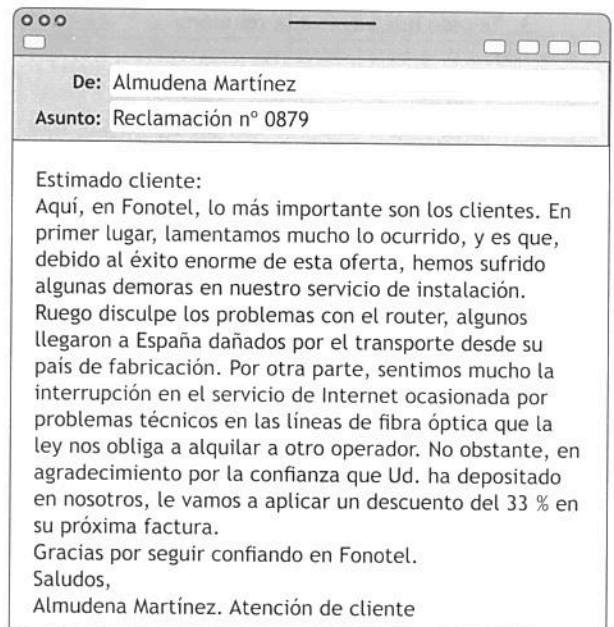 De: Almudena Martínez
Asunto: Reclamación nº 0879
Estimado cliente:
Aquí, en Fonotel, lo más importante son los clientes. En
primer lugar, lamentamos mucho lo ocurrido, y es que,
debido al éxito enorme de esta oferta, hemos sufrido
algunas demoras en nuestro servicio de instalación.
Ruego disculpe los problemas con el router, algunos
llegaron a España dañados por el transporte desde su
país de fabricación. Por otra parte, sentimos mucho la
interrupción en el servicio de Internet ocasionada por
problemas técnicos en las líneas de fibra óptica que la
ley nos obliga a alquilar a otro operador. No obstante, en
agradecimiento por la confianza que Ud. ha depositado
en nosotros, le vamos a aplicar un descuento del 33 % en
su próxima factura.
Gracias por seguir confiando en Fonotel.
Saludos,
Almudena Martínez. Atención de cliente